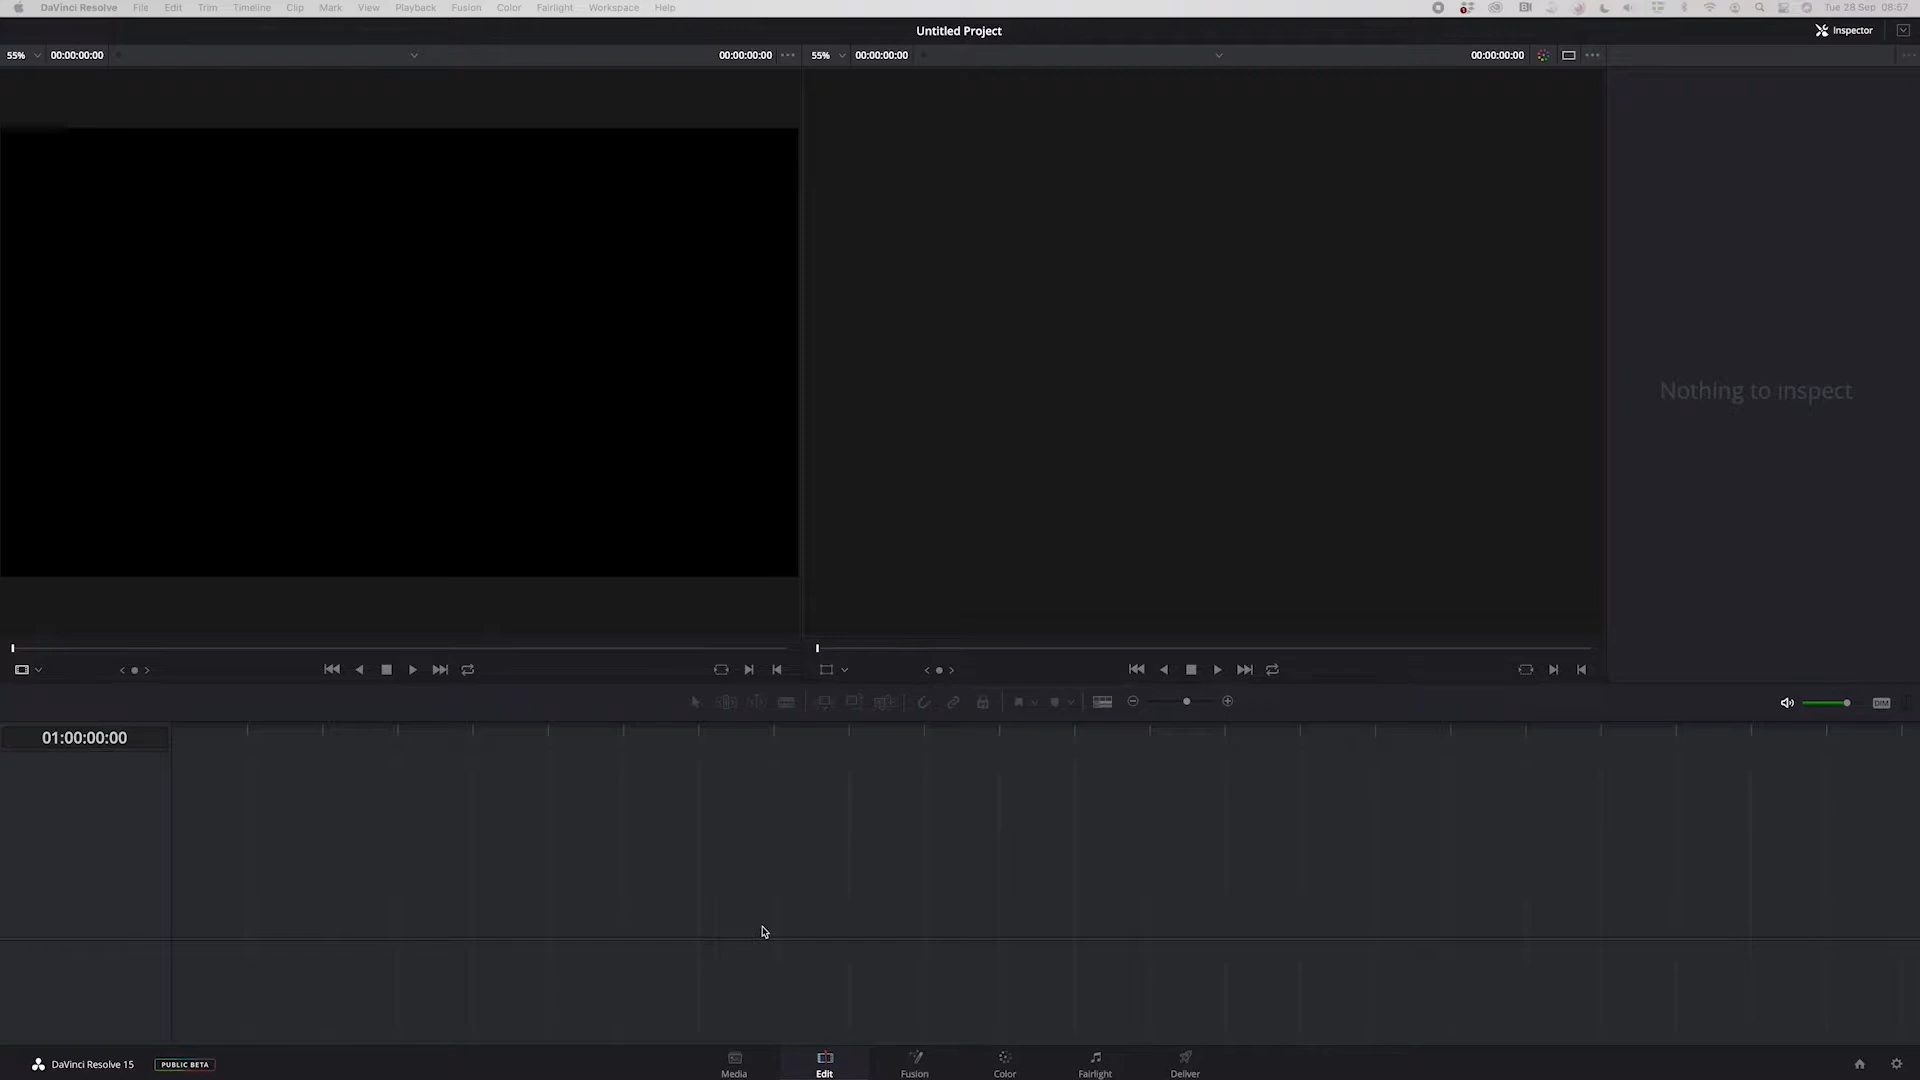 DaVinci Resolve File Edit Trim Timeline Clip Mark View Playback Fusion Color Fairlight Workspace Help Tue 28 Sep 08:57
Untitled Project
Inspector
55% 00:00:00:00 00:00:00:00 55% 00:00:00:00 00:00:00:00
Nothing to inspect
DIM
01:00:00:00
DaVinci Resolve 15 PUBLIC BETA
Media Edit Fusion Color Fairlight Deliver